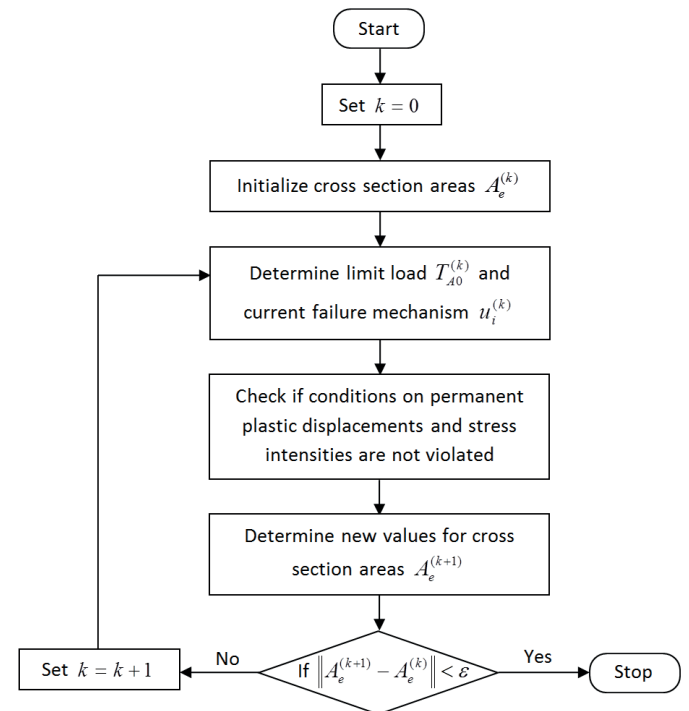 Start
Set k = 0
Initialize cross section areas A_e^{(k)}
Determine limit load T_{A0}^{(k)} and
current failure mechanism u_i^{(k)}
Check if conditions on permanent
plastic displacements and stress
intensities are not violated
Determine new values for cross
section areas A_e^{(k+1)}
If ‖A_e^{(k+1)} − A_e^{(k)}‖ < ε
No
Set k = k + 1
Yes
Stop